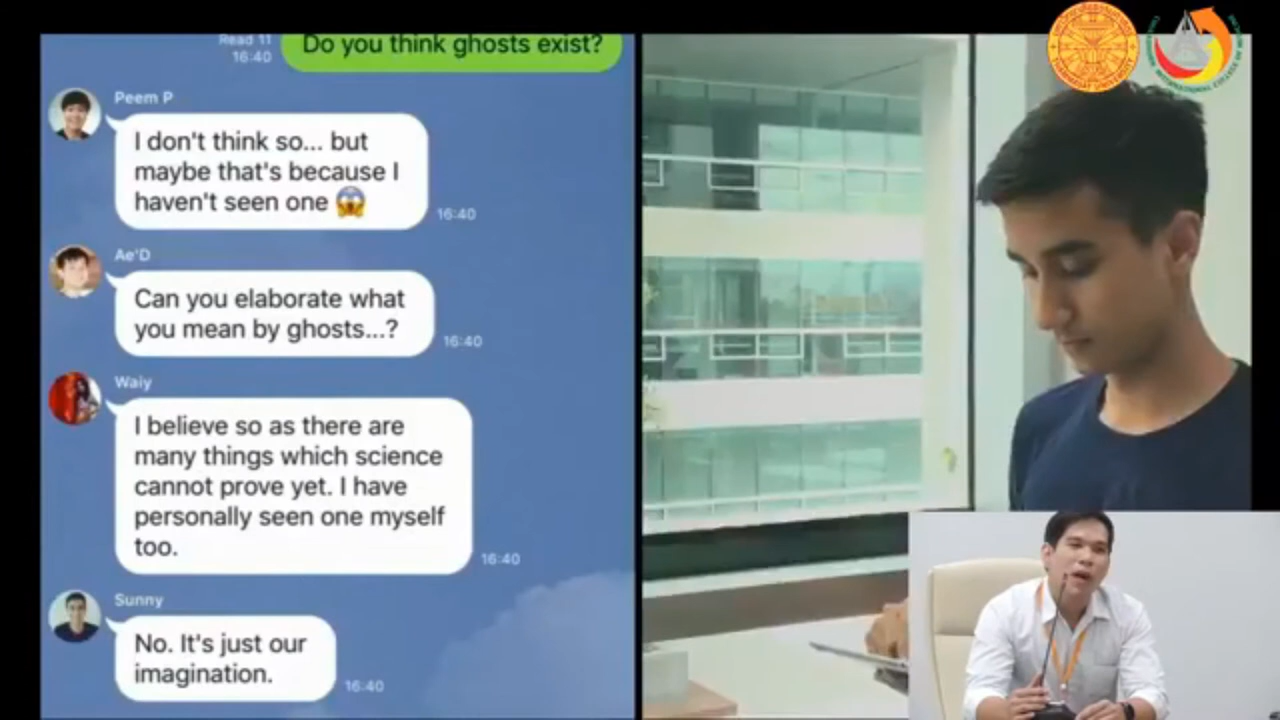 Do you think ghosts exist?
Read 11
16:40
Peem P
I don't think so... but
maybe that's because I
haven't seen one 😱
16:40
Ae'D
Can you elaborate what
you mean by ghosts...?
16:40
Waiy
I believe so as there are
many things which science
cannot prove yet. I have
personally seen one myself
too.
16:40
Sunny
No. It's just our
imagination.
16:40
THAMMASAT UNIVERSITY